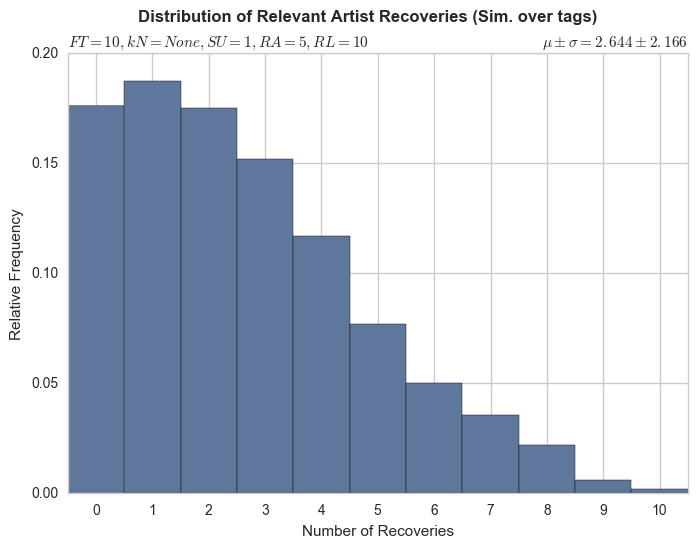 Distribution of Relevant Artist Recoveries (Sim. over tags)
FT = 10, kN = None, SU = 1, RA = 5, RL = 10 μ ± σ = 2.644 ± 2.166
0.20
0.15
0.10
0.05
0.00
Relative Frequency
0 1 2 3 4 5 6 7 8 9 10
Number of Recoveries